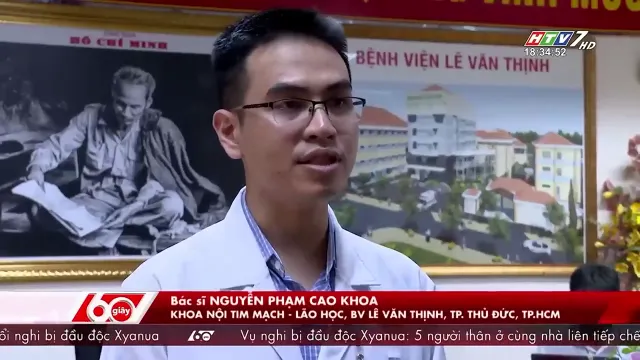 HTV7 HD
18:34:52
HỒ CHÍ MINH
BỆNH VIỆN LÊ VĂN THỊNH
60 giây
Bác sĩ NGUYỄN PHẠM CAO KHOA
KHOA NỘI TIM MẠCH - LÃO HỌC, BV LÊ VĂN THỊNH, TP. THỦ ĐỨC, TP.HCM
ổi nghi bị đầu độc Xyanua 60 giây Vụ nghi bị đầu độc Xyanua: 5 người thân ở cùng nhà liên tiếp chế